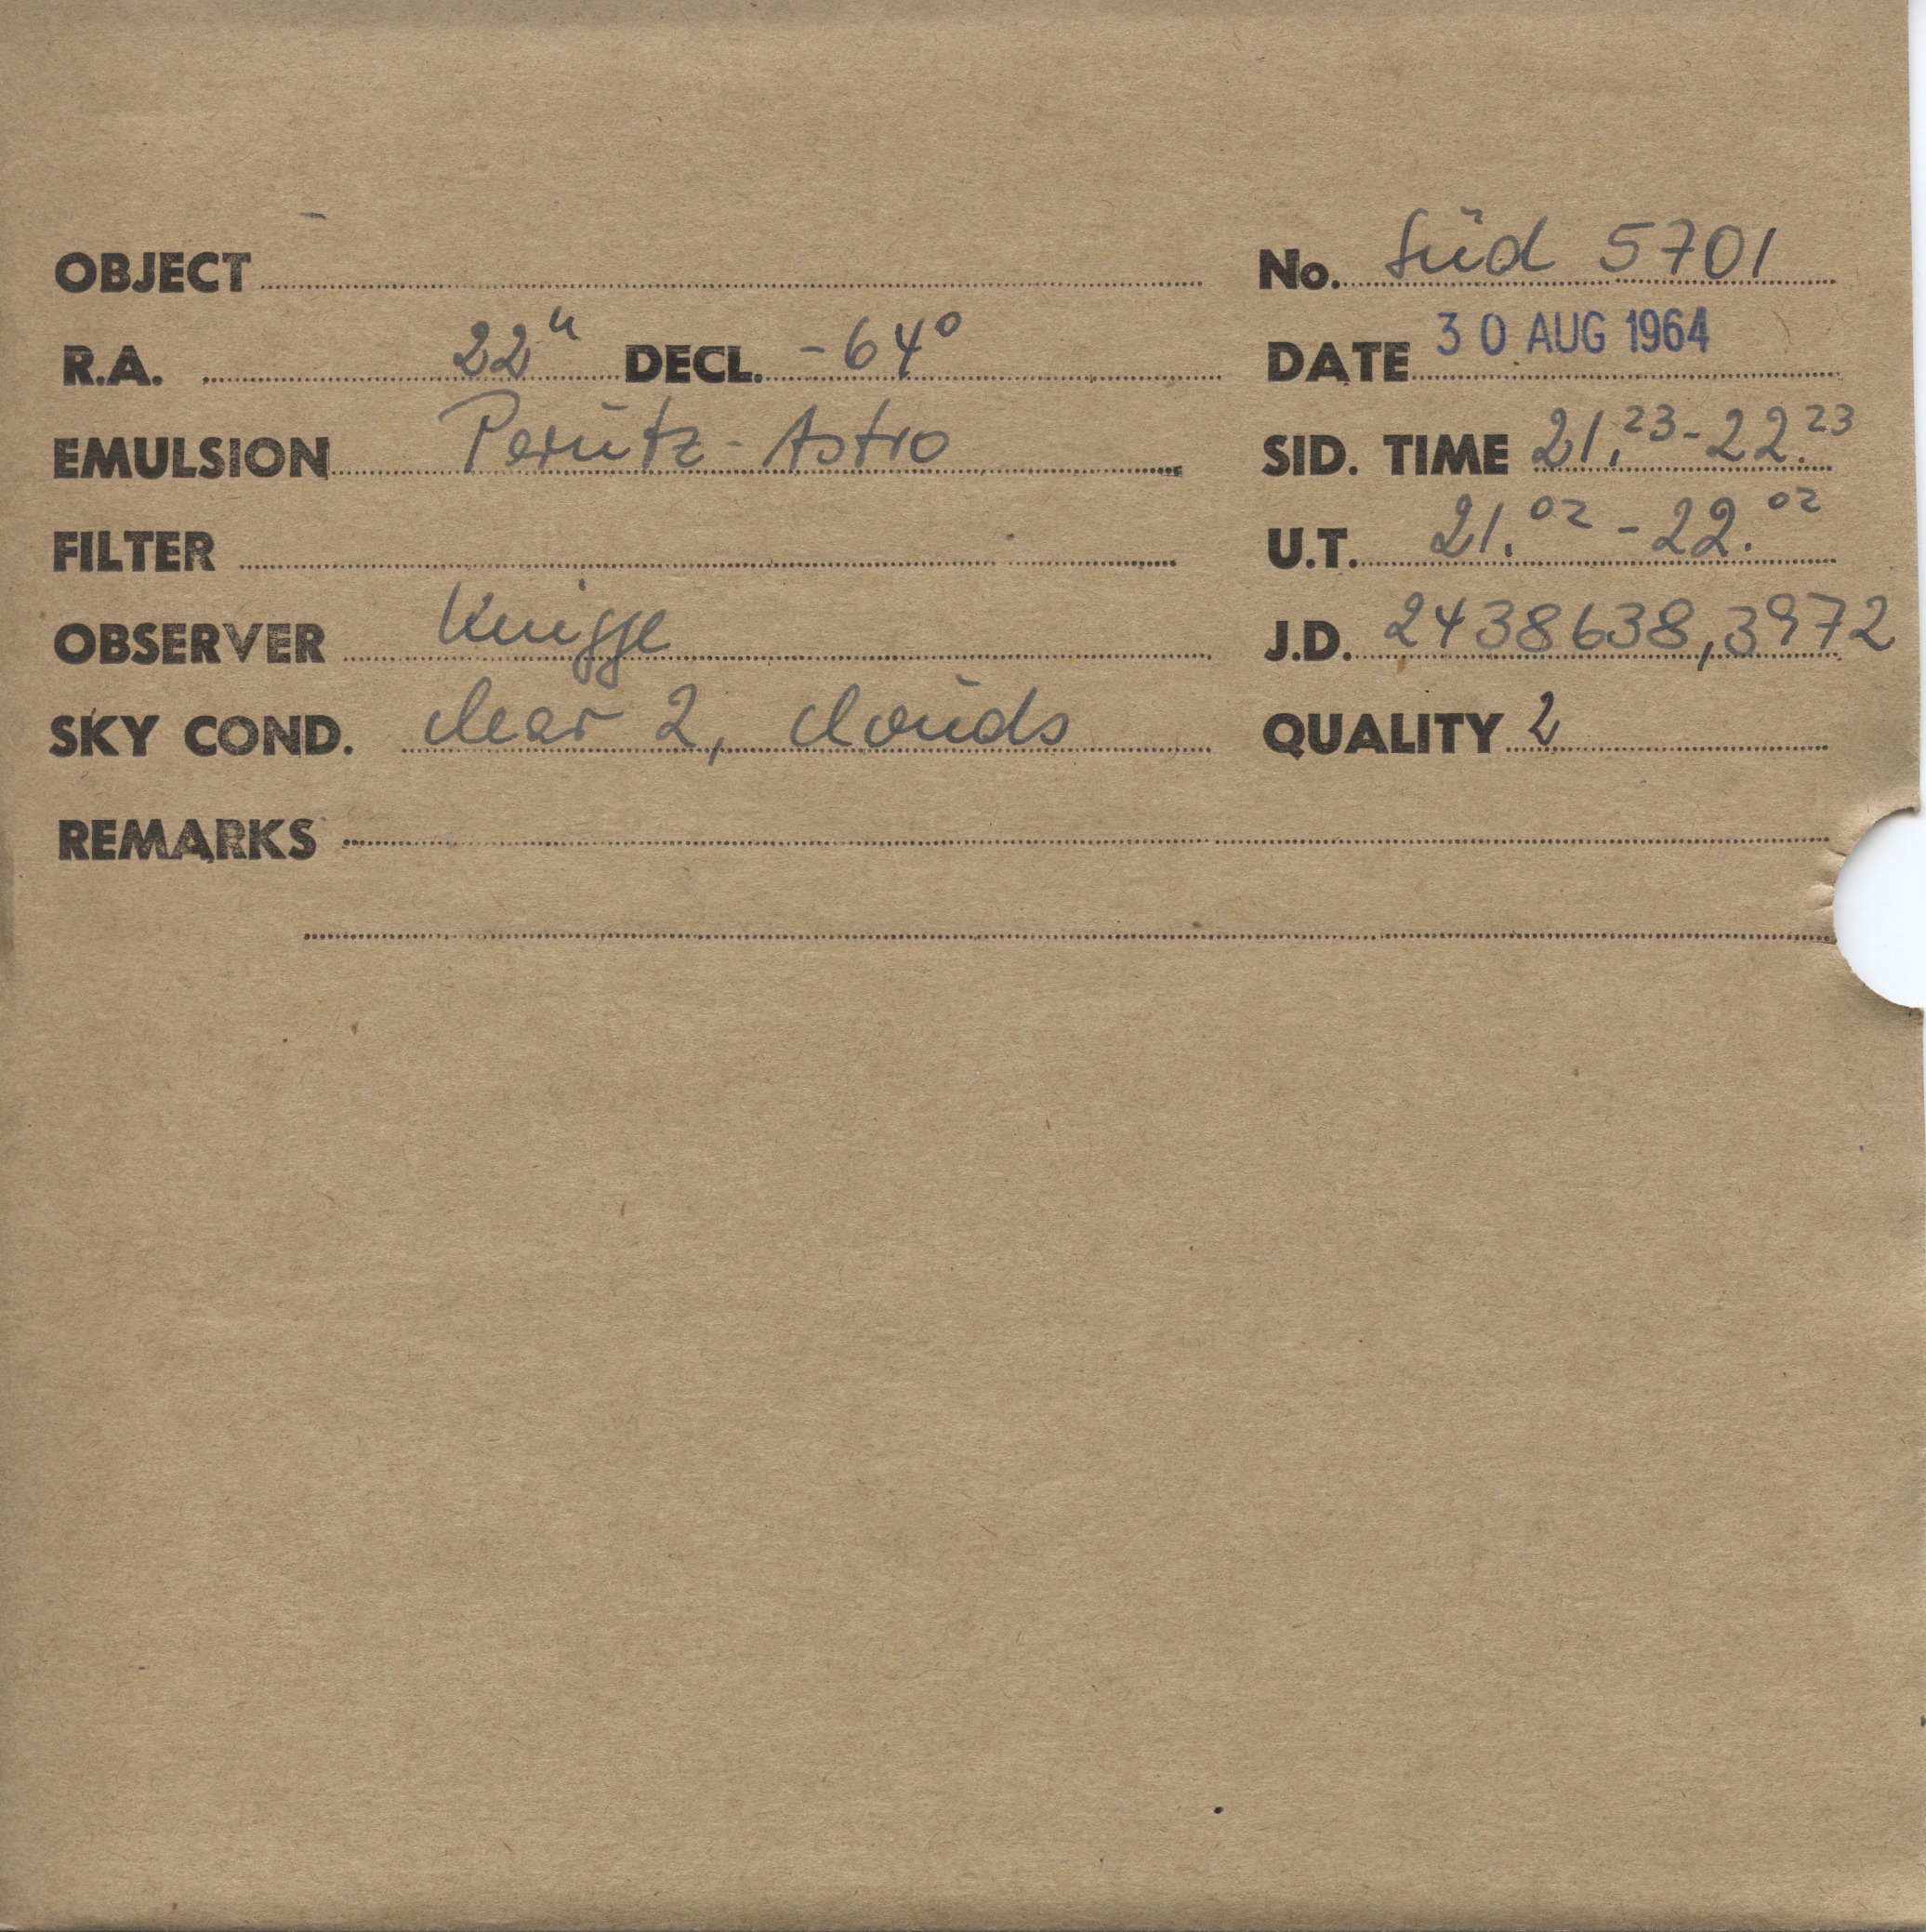 OBJECT No. Süd 5701
R.A. 22h DECL. -64° DATE 30 AUG 1964
EMULSION Perutz-Astro SID. TIME 21.23-22.23
FILTER U.T. 21.02-22.02
OBSERVER Knigge J.D. 2438638,3972
SKY COND. clear 2, clouds QUALITY 2
REMARKS